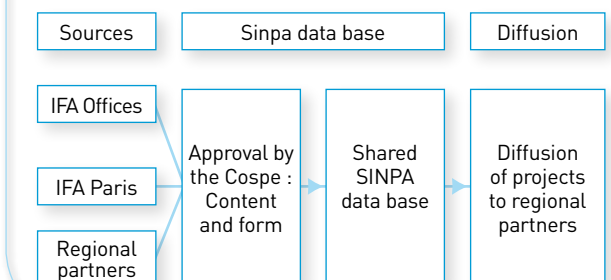 Sources
Sinpa data base
Diffusion
IFA Offices
IFA Paris
Regional
partners
Approval by
the Cospe :
Content
and form
Shared
SINPA
data base
Diffusion
of projects
to regional
partners